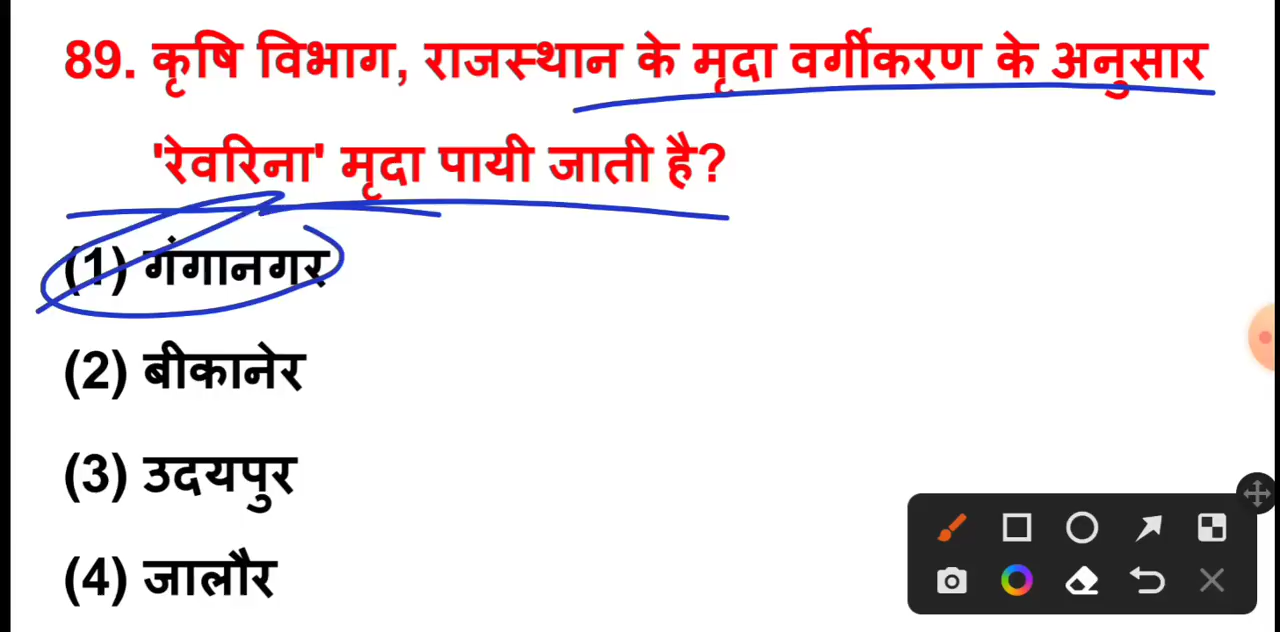 89. कृषि विभाग, राजस्थान के मृदा वर्गीकरण के अनुसार
'रेवरिना' मृदा पायी जाती है?
(1) गंगानगर
(2) बीकानेर
(3) उदयपुर
(4) जालौर